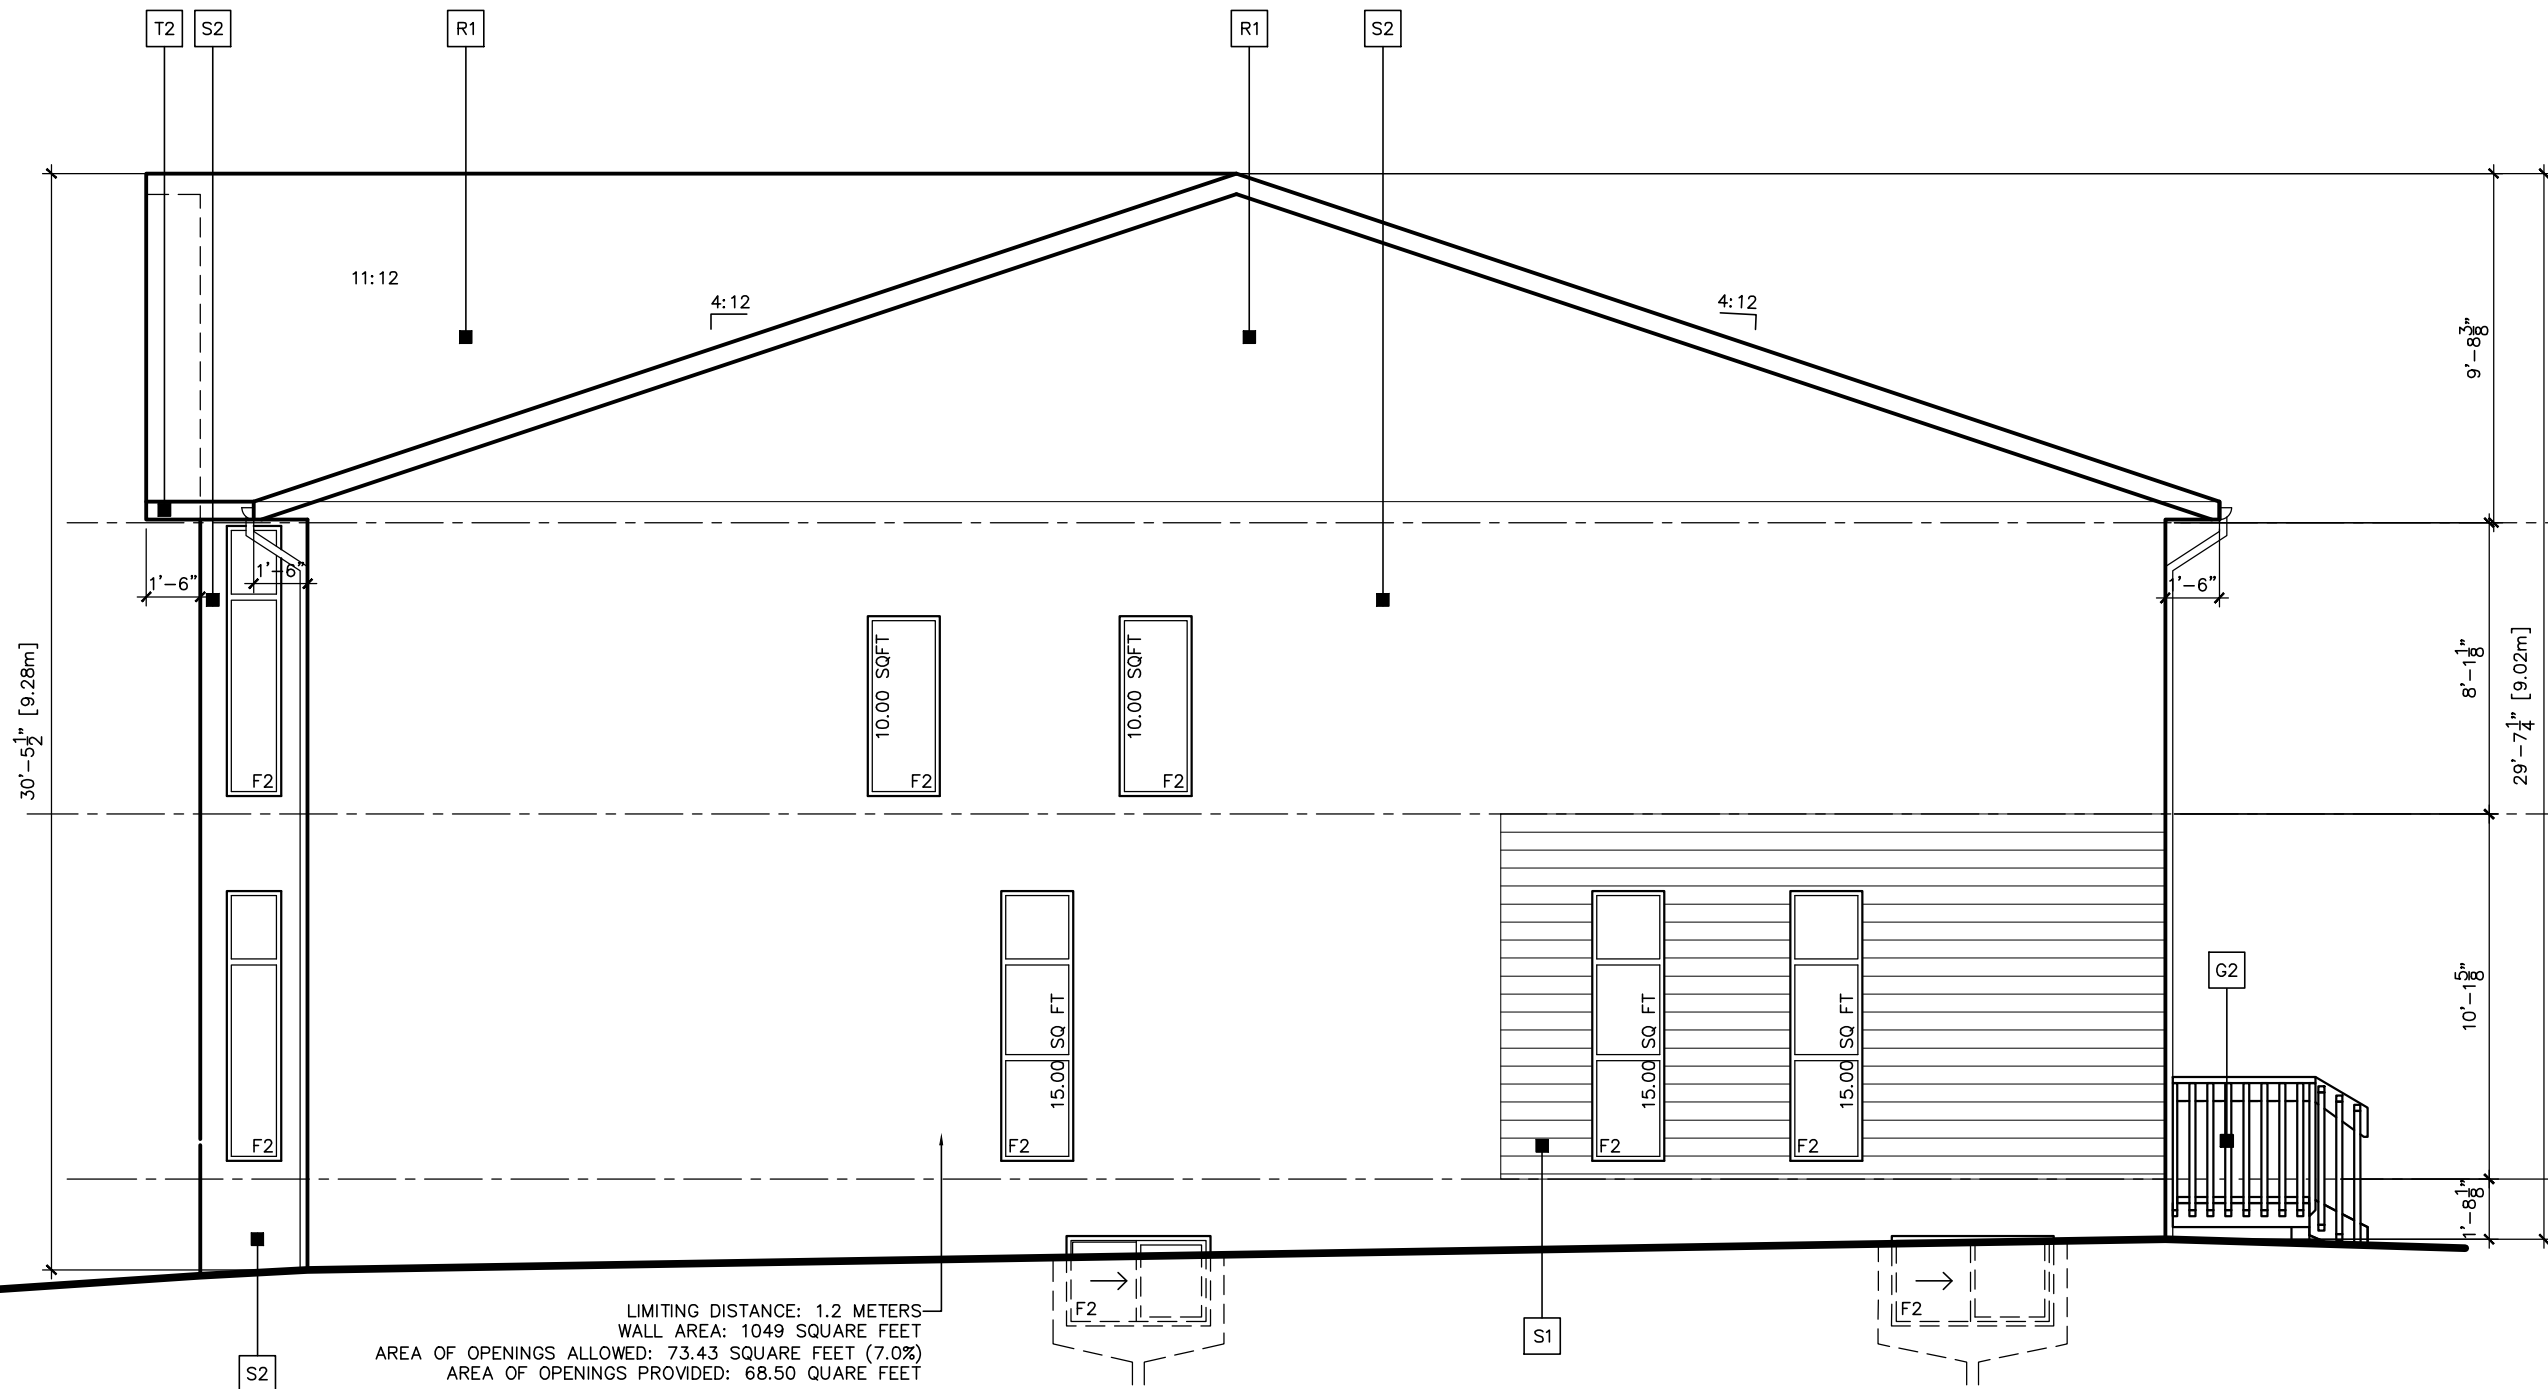 T2
S2
R1
R1
S2
11:12
4:12
4:12
9'-8 3/8"
1'-6"
1'-6"
1'-6"
30'-5 1/2" [9.28m]
10.00 SQFT
10.00 SQFT
8'-1 1/8"
29'-7 1/4" [9.02m]
F2
F2
F2
15.00 SQ FT
15.00 SQ FT
15.00 SQ FT
G2
10'-1 5/8"
F2
F2
F2
F2
1'-8 1/8"
F2
F2
LIMITING DISTANCE: 1.2 METERS
WALL AREA: 1049 SQUARE FEET
AREA OF OPENINGS ALLOWED: 73.43 SQUARE FEET (7.0%)
AREA OF OPENINGS PROVIDED: 68.50 QUARE FEET
S1
S2